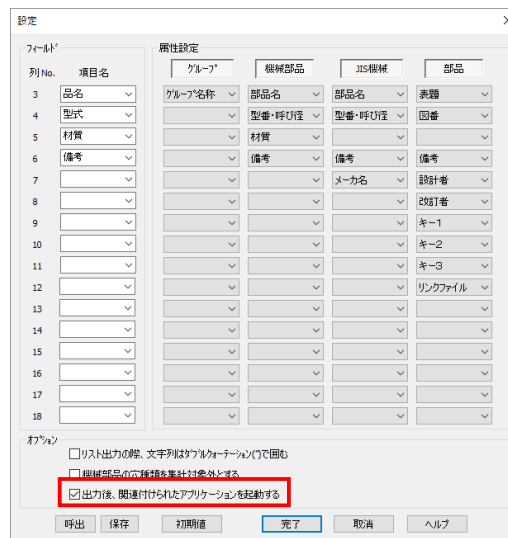 設定
フィールド
属性設定
列No. 項目名 グループ 機械部品 JIS機械 部品
3 品名 グループ名称 部品名 部品名 表題
4 型式 型番・呼び径 型番・呼び径 図番
5 材質 材質
6 備考 備考 備考 備考
7 メーカ名 設計者
8 改訂者
9 キー1
10 キー2
11 キー3
12 リンクファイル
13
14
15
16
17
18
オプション
リスト出力の際、文字列はダブルクォーテーション(")で囲む
機械部品の穴種類を集計対象外とする
出力後、関連付けられたアプリケーションを起動する
呼出 保存 初期値 完了 取消 ヘルプ